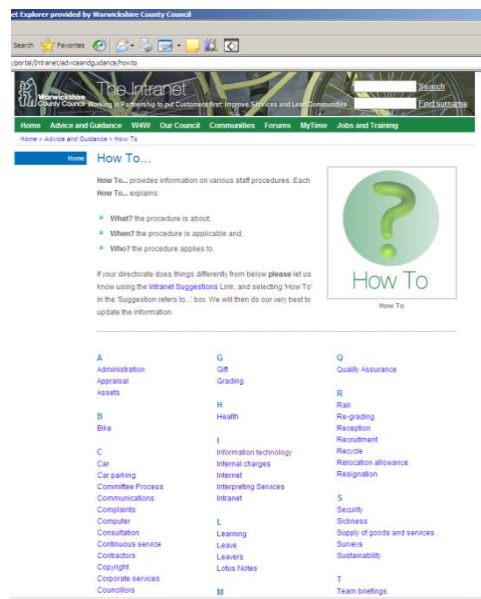 et Explorer provided by Warwickshire County Council
Search Favorites
/portal/Intranet/adviceandguidance/howto
Warwickshire County Council
The Intranet
Working in Partnership to put Customers first, Improve Services and Lead Communities
Search
Find surname
Home Advice and Guidance W4W Our Council Communities Forums MyTime Jobs and Training
Home > Advice and Guidance > How To
Home
How To...
How To... provides information on various staff procedures. Each
How To... explains:
What? the procedure is about;
When? the procedure is applicable and;
Who? the procedure applies to.
If your directorate does things differently from below please let us
know using the Intranet Suggestions Link, and selecting 'How To'
in the 'Suggestion refers to...' box. We will then do our very best to
update the information.
?
How To
How To
A
Administration
Appraisal
Assets
B
Bike
C
Car
Car parking
Committee Process
Communications
Complaints
Computer
Consultation
Continuous service
Contractors
Copyright
Corporate services
Councillors
G
Gift
Grading
H
Health
I
Information technology
Internal charges
Internet
Interpreting Services
Intranet
L
Learning
Leave
Leavers
Lotus Notes
M
Q
Quality Assurance
R
Rail
Re-grading
Reception
Recruitment
Recycle
Relocation allowance
Resignation
S
Security
Sickness
Supply of goods and services
Surveys
Sustainability
T
Team briefings